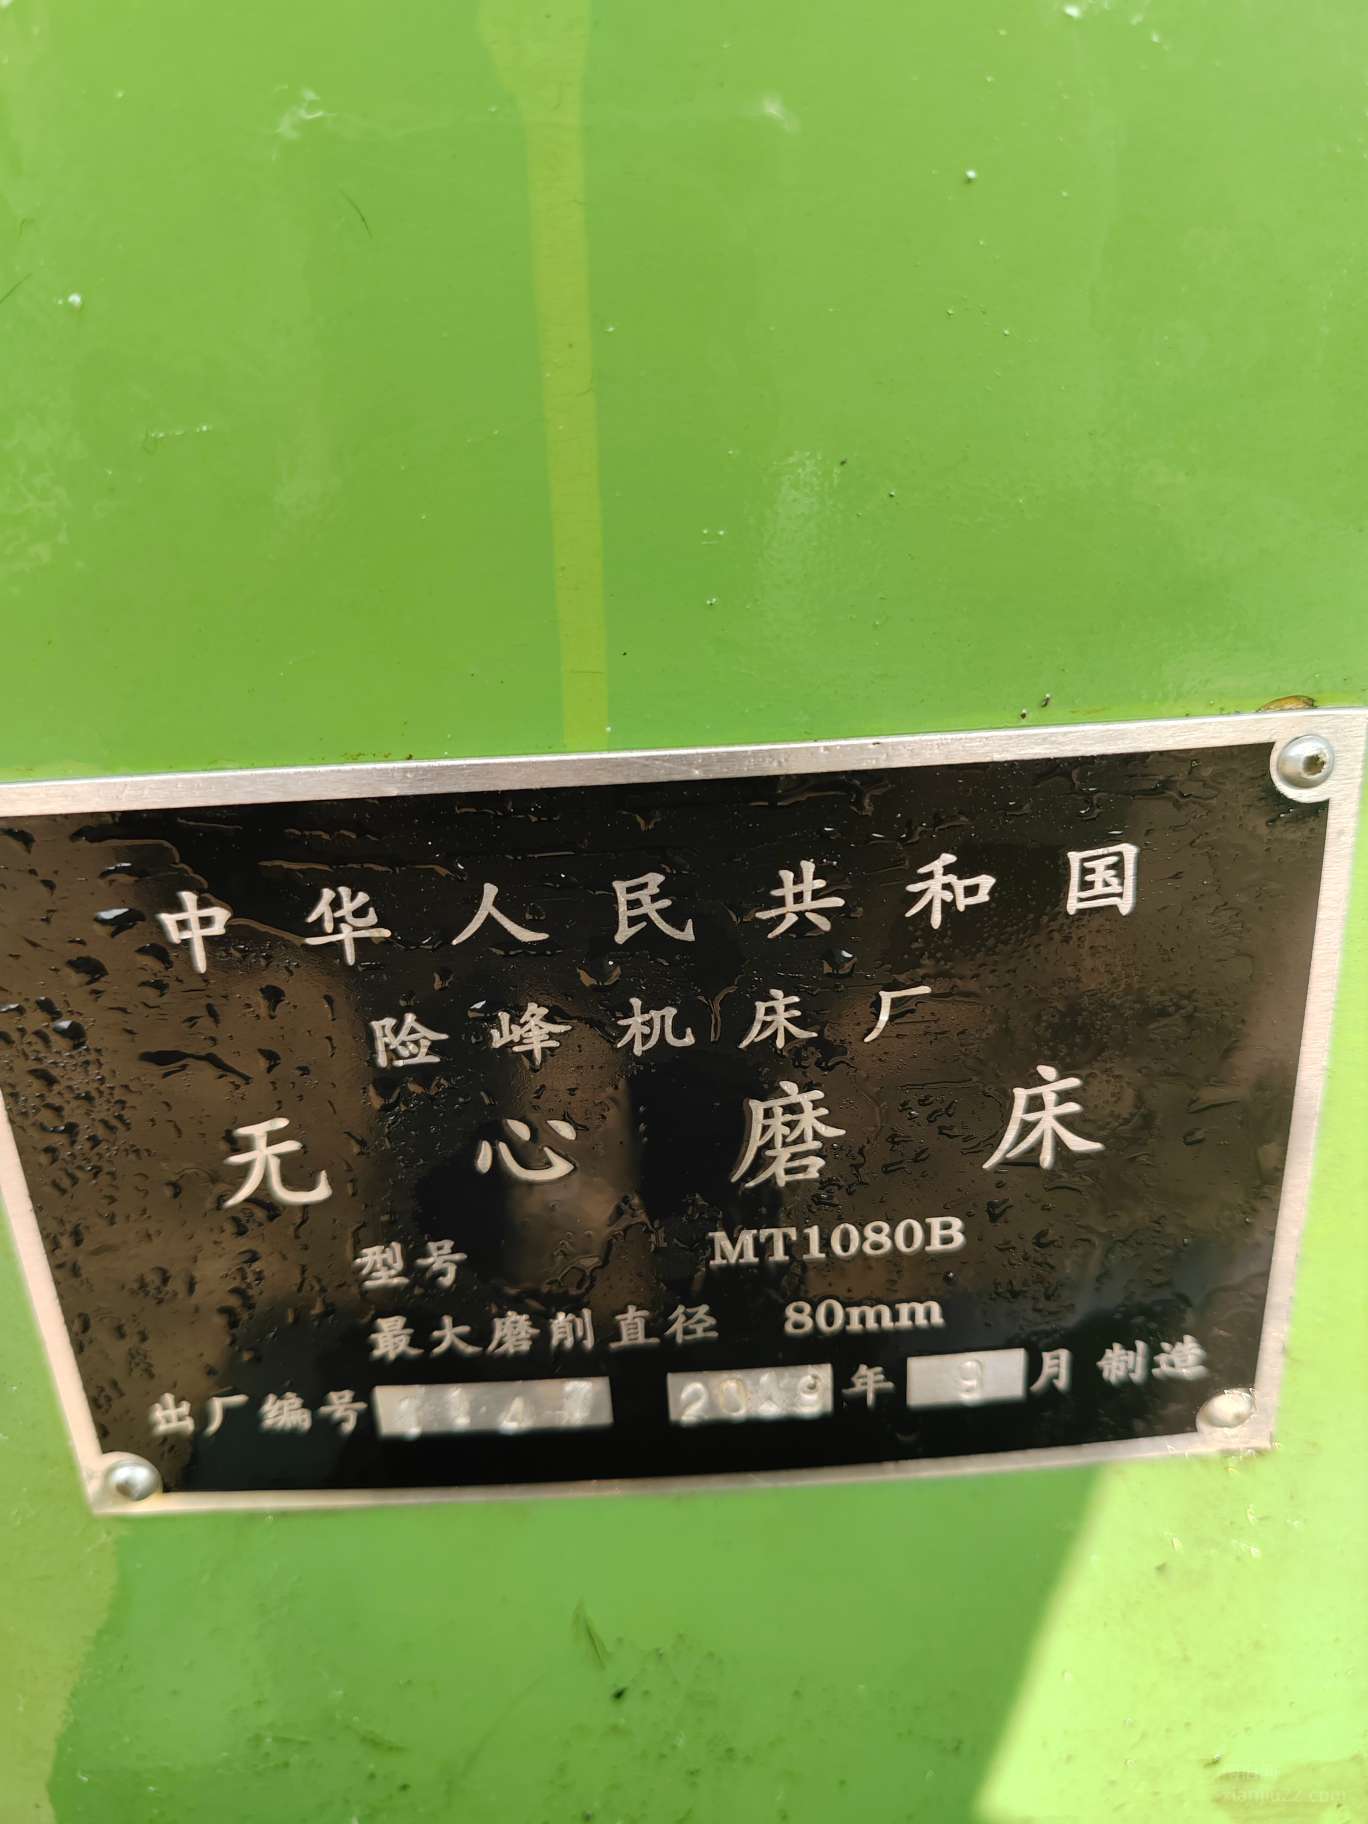 中华人民共和国
险峰机床厂
无心磨床
型号 MT1080B
最大磨削直径 80mm
出厂编号 年 9 月 制造